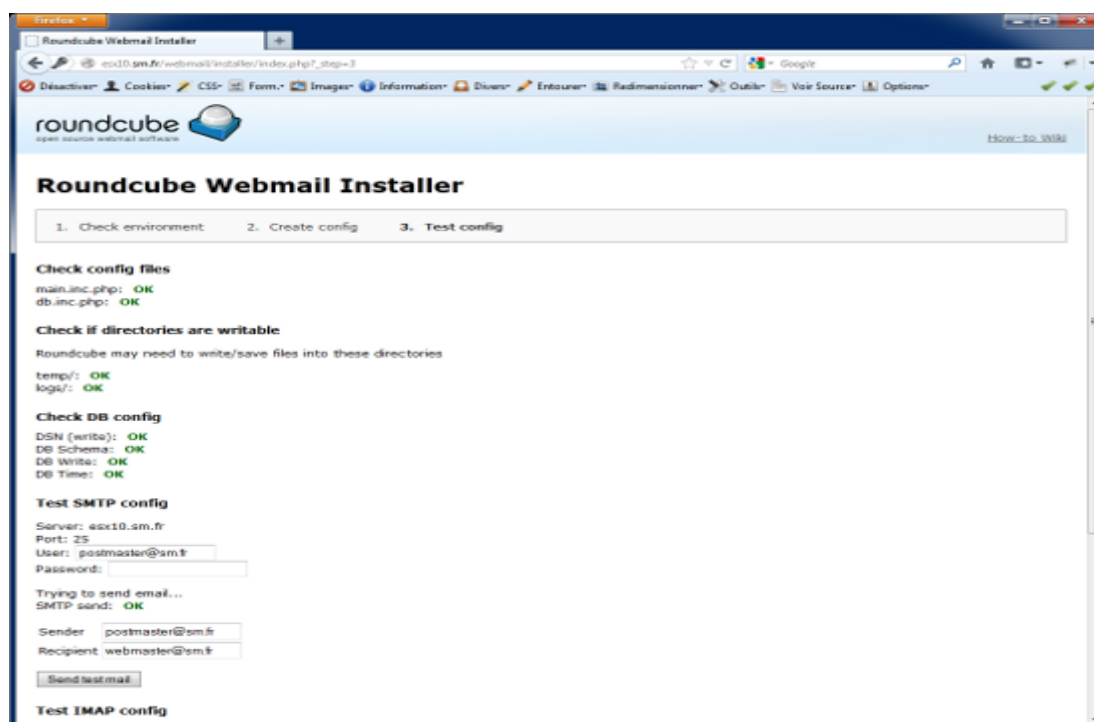 Firefox
Roundcube Webmail Installer
esx10.sm.fr/webmail/installer/index.php?_step=3
Google
Désactiver Cookies CSS Form. Images Information Divers Entourer Redimensionner Outils Voir Source Options
roundcube
open source webmail software
How-to Wiki
Roundcube Webmail Installer
1. Check environment 2. Create config 3. Test config
Check config files
main.inc.php: OK
db.inc.php: OK
Check if directories are writable
Roundcube may need to write/save files into these directories
temp/: OK
logs/: OK
Check DB config
DSN (write): OK
DB Schema: OK
DB Write: OK
DB Time: OK
Test SMTP config
Server: esx10.sm.fr
Port: 25
User: postmaster@sm.fr
Password:
Trying to send email...
SMTP send: OK
Sender postmaster@sm.fr
Recipient webmaster@sm.fr
Send test mail
Test IMAP config